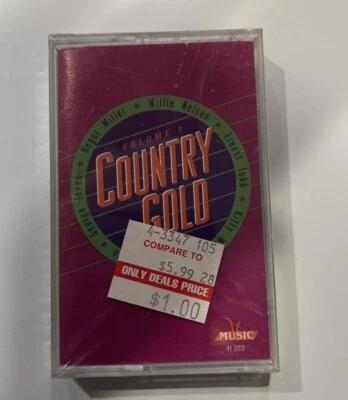 Roger Miller • Willie Nelson • Ernest Tubb
George Jones
VOLUME 3
COUNTRY
GOLD
4-3347 105
COMPARE TO
$5.99 28
ONLY DEALS PRICE
$1.00
MUSIC